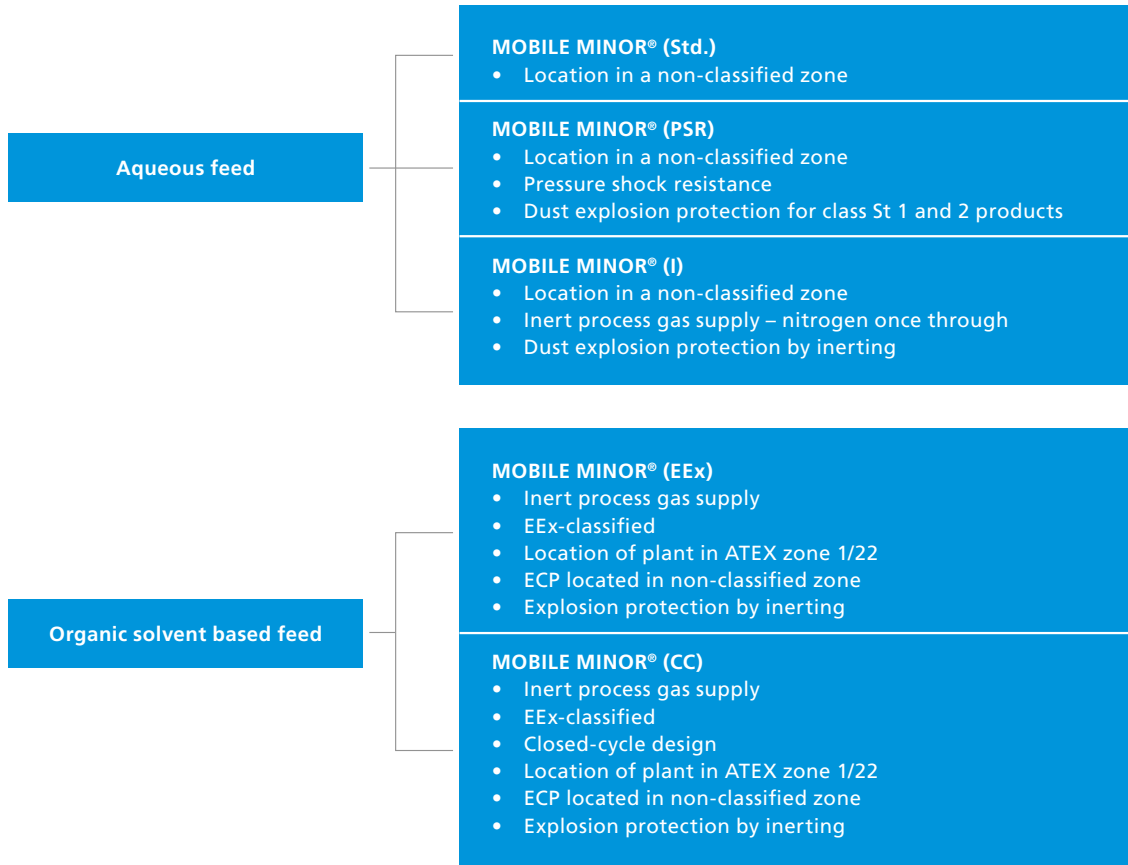 Aqueous feed
MOBILE MINOR® (Std.)
• Location in a non-classified zone
MOBILE MINOR® (PSR)
• Location in a non-classified zone
• Pressure shock resistance
• Dust explosion protection for class St 1 and 2 products
MOBILE MINOR® (I)
• Location in a non-classified zone
• Inert process gas supply – nitrogen once through
• Dust explosion protection by inerting
Organic solvent based feed
MOBILE MINOR® (EEx)
• Inert process gas supply
• EEx-classified
• Location of plant in ATEX zone 1/22
• ECP located in non-classified zone
• Explosion protection by inerting
MOBILE MINOR® (CC)
• Inert process gas supply
• EEx-classified
• Closed-cycle design
• Location of plant in ATEX zone 1/22
• ECP located in non-classified zone
• Explosion protection by inerting